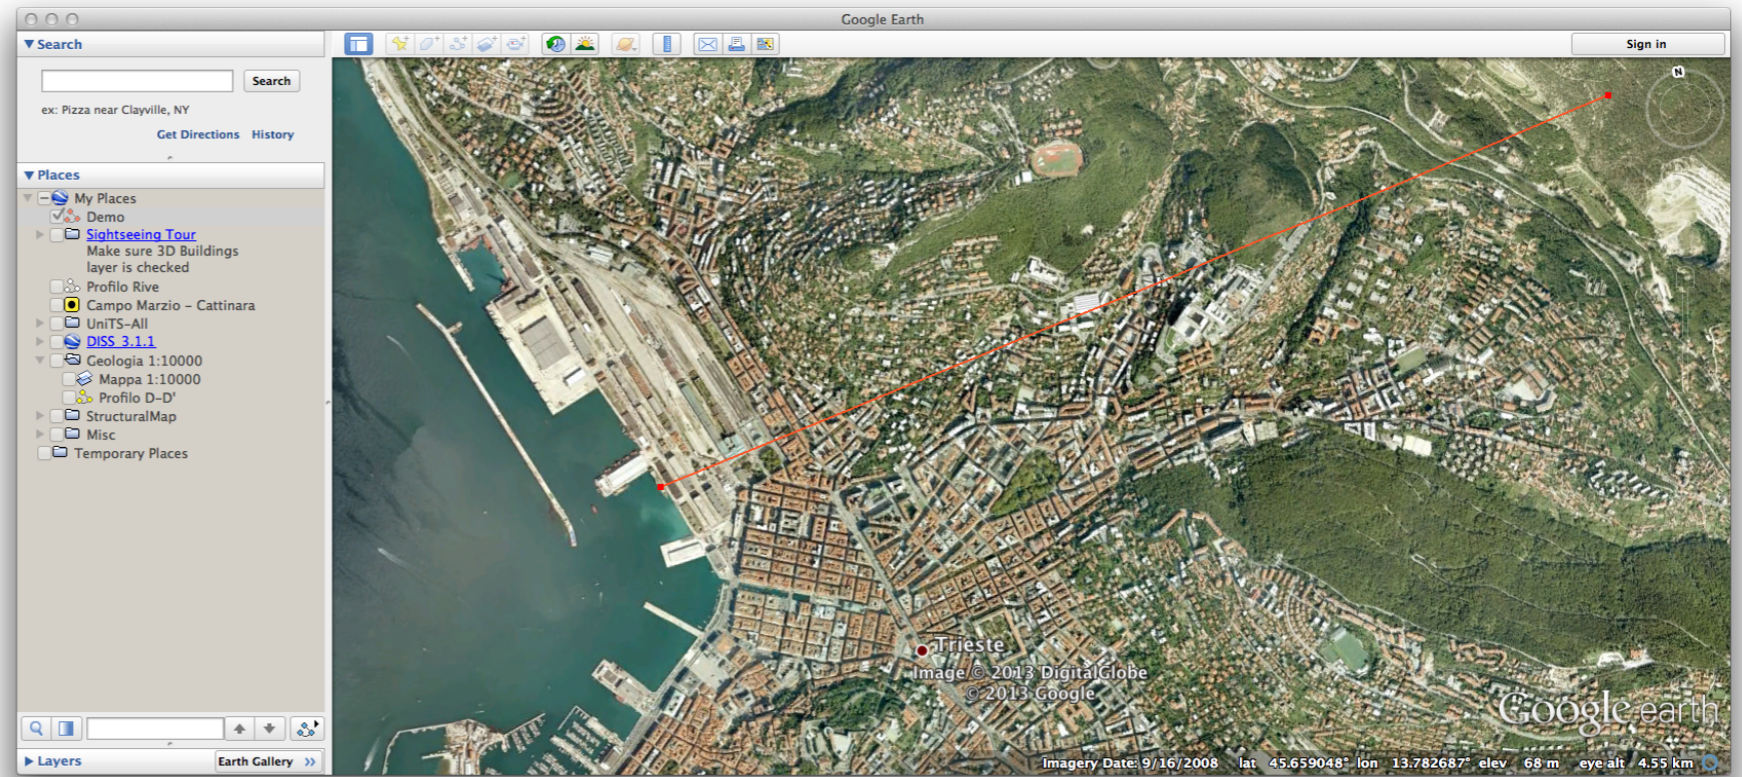 Google Earth
Search
Sign in
Search
ex: Pizza near Clayville, NY
Get Directions History
Places
My Places
Demo
Sightseeing Tour
Make sure 3D Buildings
layer is checked
Profilo Rive
Campo Marzio - Cattinara
UniTS-All
DISS 3.1.1
Geologia 1:10000
Mappa 1:10000
Profilo D-D'
StructuralMap
Misc
Temporary Places
Layers
Earth Gallery »
N
Trieste
Image © 2013 DigitalGlobe
© 2013 Google
Google earth
Imagery Date: 9/16/2008 lat 45.659048° lon 13.782687° elev 68 m eye alt 4.55 km